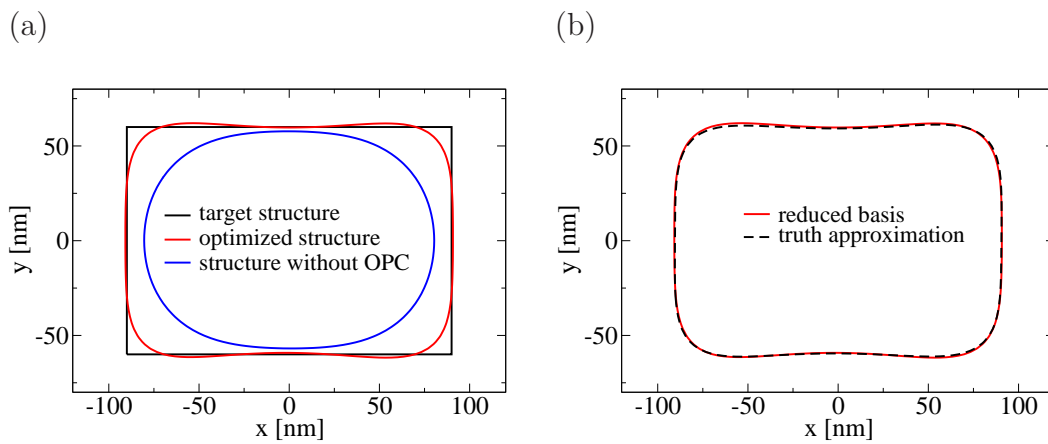 (a)
(b)
y [nm]
50
0
-50
target structure
optimized structure
structure without OPC
-100
-50
0
50
100
x [nm]
y [nm]
50
0
-50
reduced basis
truth approximation
-100
-50
0
50
100
x [nm]